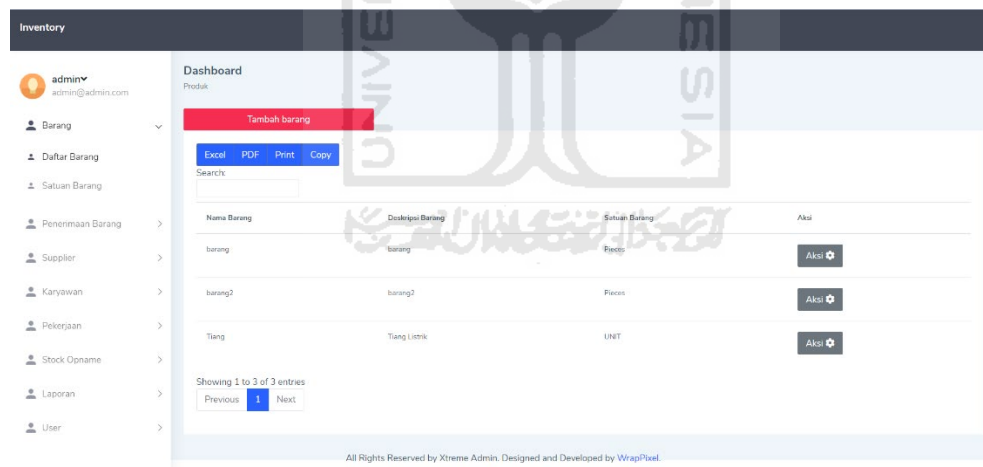 Inventory
admin
admin@admin.com
Barang
Daftar Barang
Satuan Barang
Penerimaan Barang
Supplier
Karyawan
Pekerjaan
Stock Opname
Laporan
User
Dashboard
Produk
Tambah barang
Excel PDF Print Copy
Search:
Nama Barang Deskripsi Barang Satuan Barang Aksi
barang barang Pieces Aksi
barang2 barang2 Pieces Aksi
Tiang Tiang Listrik UNIT Aksi
Showing 1 to 3 of 3 entries
Previous 1 Next
All Rights Reserved by Xtreme Admin. Designed and Developed by WrapPixel.